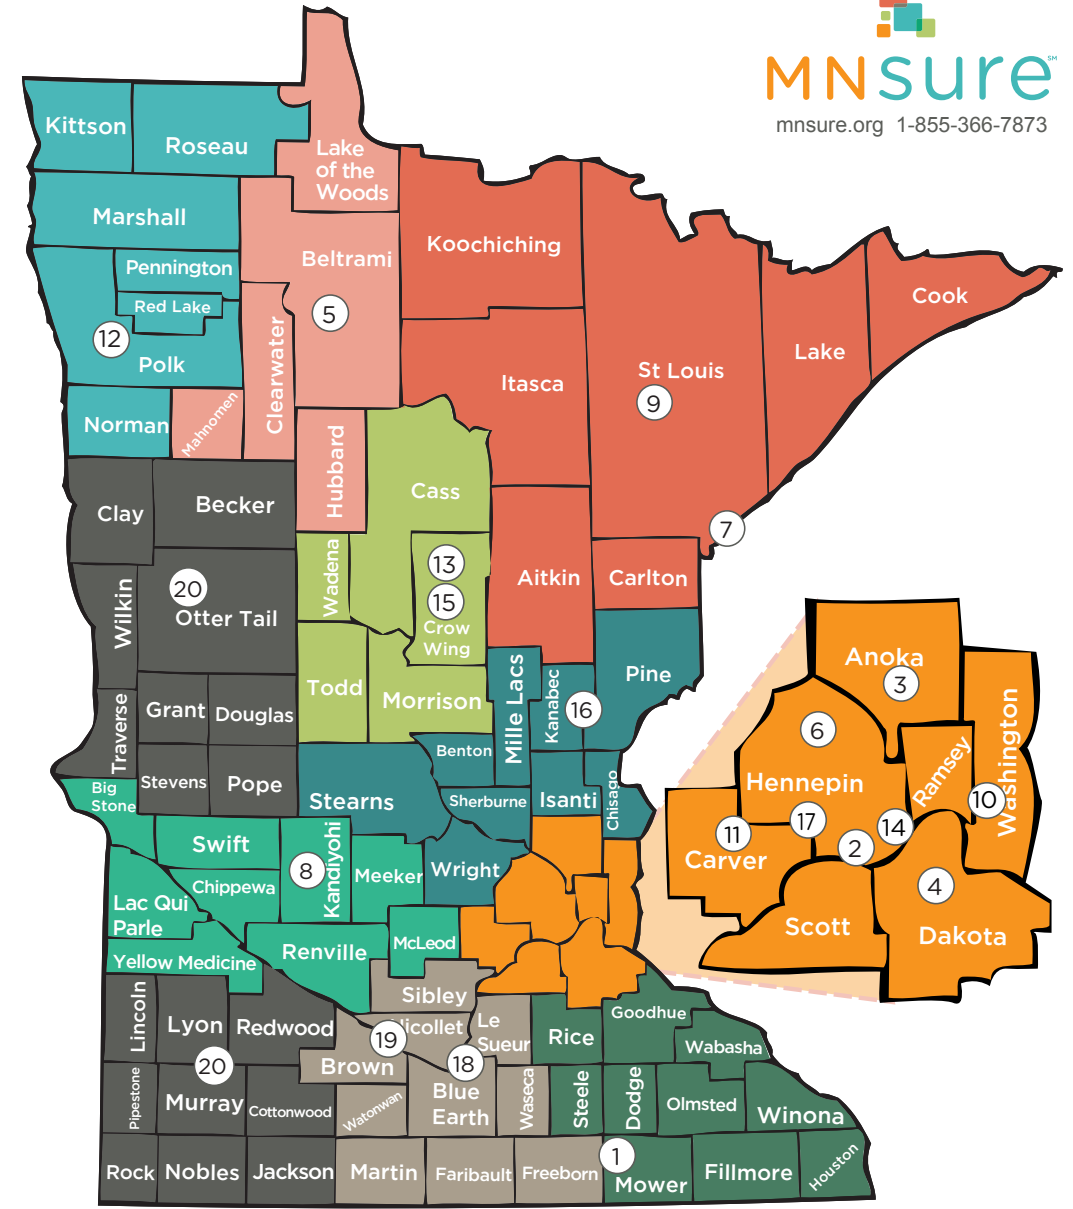 MNsure℠
mnsure.org 1-855-366-7873
Kittson
Roseau
Lake
of the
Woods
Marshall
Koochiching
Beltrami
Pennington
Red Lake
5
12
Polk
Clearwater
Cook
Lake
St Louis
9
Itasca
Norman
Mahnomen
Hubbard
Cass
Clay
Becker
7
Wadena
13
15
Crow
Wing
Aitkin
Carlton
Wilkin
20
Otter Tail
Todd
Morrison
Mille Lacs
Kanabec
16
Pine
Traverse
Grant
Douglas
Benton
Big
Stone
Stevens
Pope
Stearns
Sherburne
Isanti
Chisago
Swift
8
Kandiyohi
Meeker
Wright
Chippewa
Lac Qui
Parle
Renville
McLeod
Yellow Medicine
Anoka
3
6
Hennepin
Ramsey
Washington
10
11
Carver
17
2
14
4
Scott
Dakota
Lincoln
Lyon
Redwood
Sibley
19
icollet
Le
Sueur
Rice
Goodhue
Wabasha
Brown
18
20
Pipestone
Murray
Cottonwood
Watonwan
Blue
Earth
Waseca
Steele
Dodge
Olmsted
Winona
Rock
Nobles
Jackson
Martin
Faribault
Freeborn
1
Mower
Fillmore
Houston